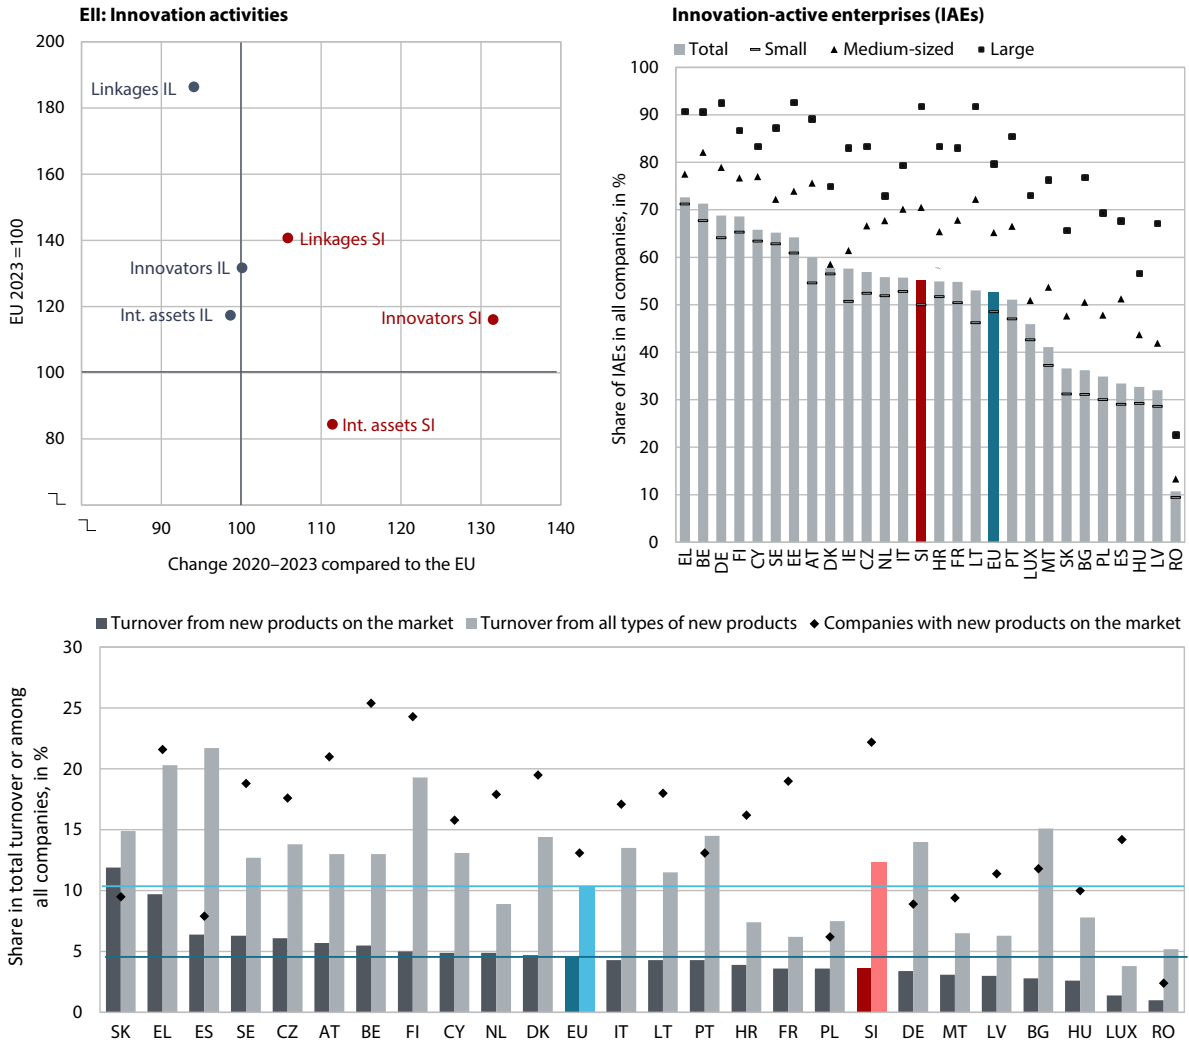 EII: Innovation activities
200
180
160
140
120
100
80
EU 2023 =100
Linkages IL
Linkages SI
Innovators IL
Int. assets IL
Innovators SI
Int. assets SI
90
100
110
120
130
140
Change 2020–2023 compared to the EU
Innovation-active enterprises (IAEs)
Total
Small
Medium-sized
Large
100
90
80
70
60
50
40
30
20
10
0
Share of IAEs in all companies, in %
EL
BE
DE
FI
CY
SE
EE
AT
DK
IE
CZ
NL
IT
SI
HR
FR
LT
EU
PT
LUX
MT
SK
BG
PL
ES
HU
LV
RO
Turnover from new products on the market
Turnover from all types of new products
Companies with new products on the market
30
25
20
15
10
5
0
Share in total turnover or among
all companies, in %
SK
EL
ES
SE
CZ
AT
BE
FI
CY
NL
DK
EU
IT
LT
PT
HR
FR
PL
SI
DE
MT
LV
BG
HU
LUX
RO